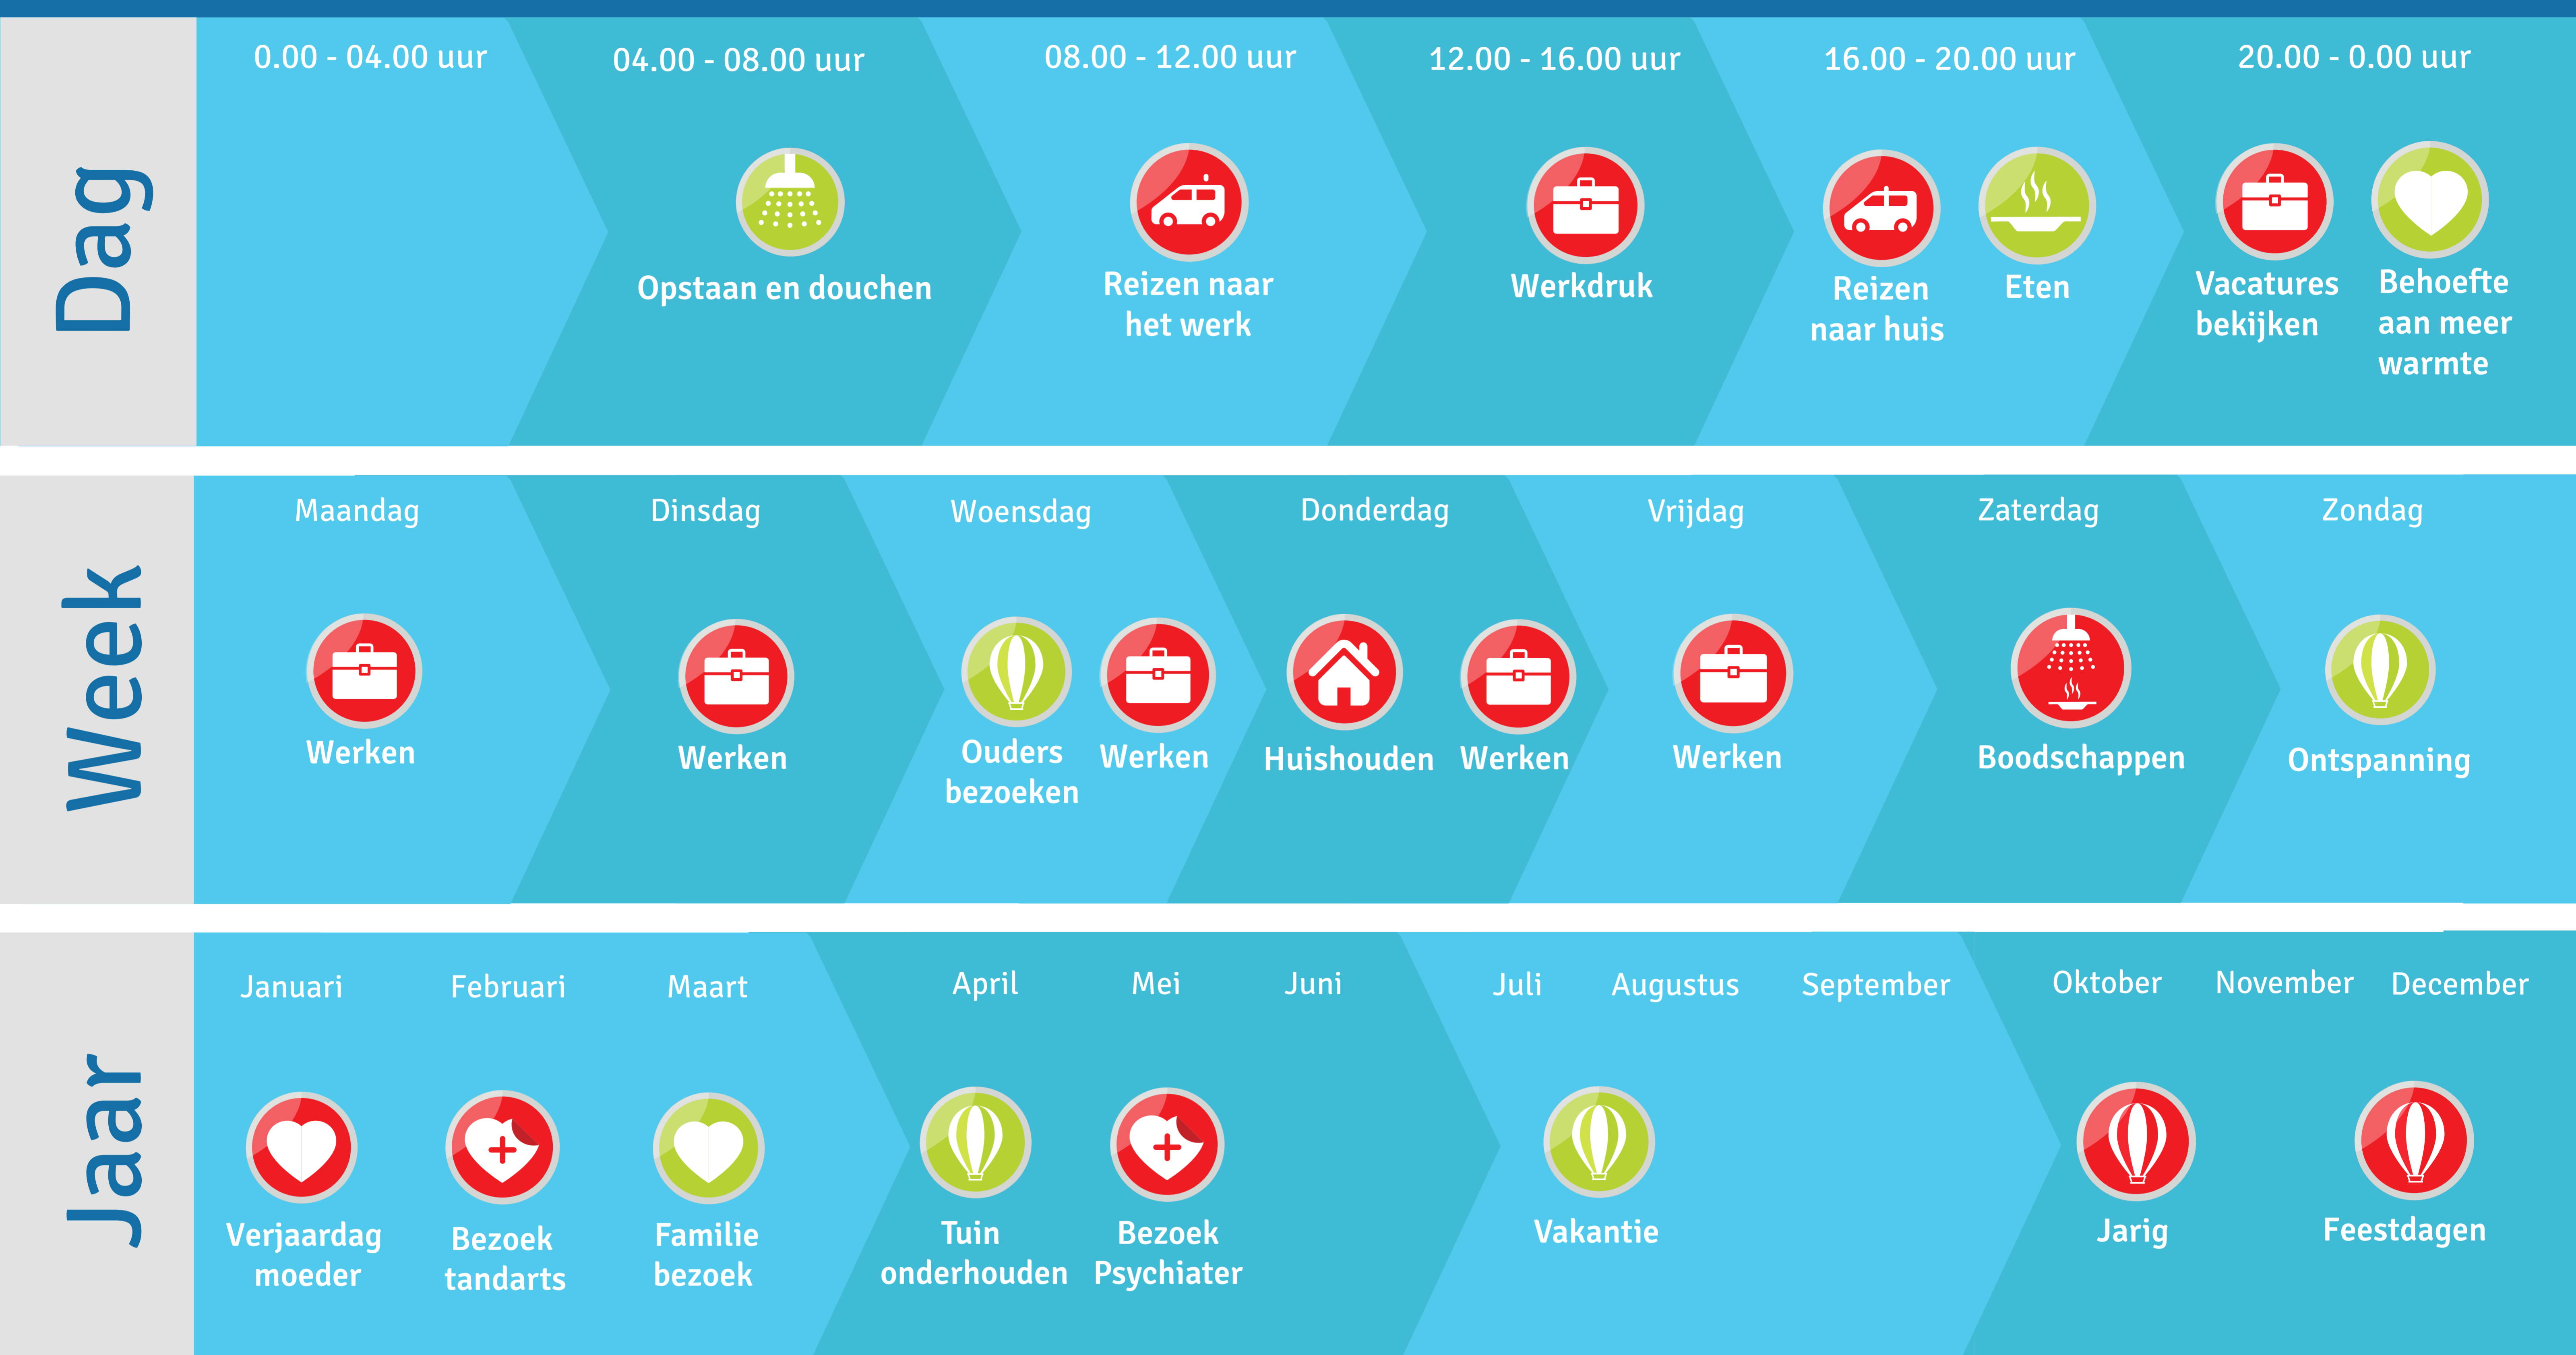 Dag
0.00 - 04.00 uur
04.00 - 08.00 uur
08.00 - 12.00 uur
12.00 - 16.00 uur
16.00 - 20.00 uur
20.00 - 0.00 uur
Opstaan en douchen
Reizen naar
het werk
Werkdruk
Reizen
naar huis
Eten
Vacatures
bekijken
Behoefte
aan meer
warmte
Week
Maandag
Dinsdag
Woensdag
Donderdag
Vrijdag
Zaterdag
Zondag
Werken
Werken
Ouders
bezoeken
Werken
Huishouden
Werken
Werken
Boodschappen
Ontspanning
Jaar
Januari
Februari
Maart
April
Mei
Juni
Juli
Augustus
September
Oktober
November
December
Verjaardag
moeder
Bezoek
tandarts
Familie
bezoek
Tuin
onderhouden
Bezoek
Psychiater
Vakantie
Jarig
Feestdagen